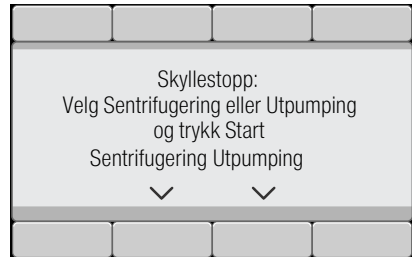 Skyllestopp:
Velg Sentrifugering eller Utpumping
og trykk Start
Sentrifugering Utpumping